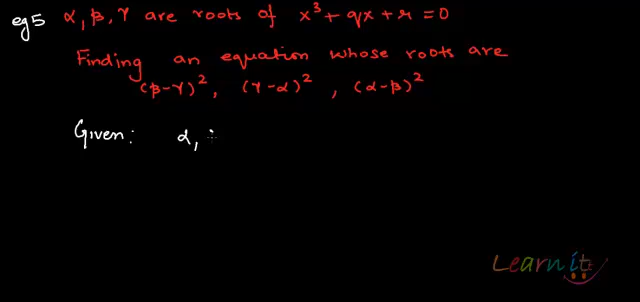 eg5 α, β, γ are roots of x³ + qx + r = 0
Finding an equation whose roots are
(β-γ)², (γ-α)², (α-β)²
Given: α,
Learnit